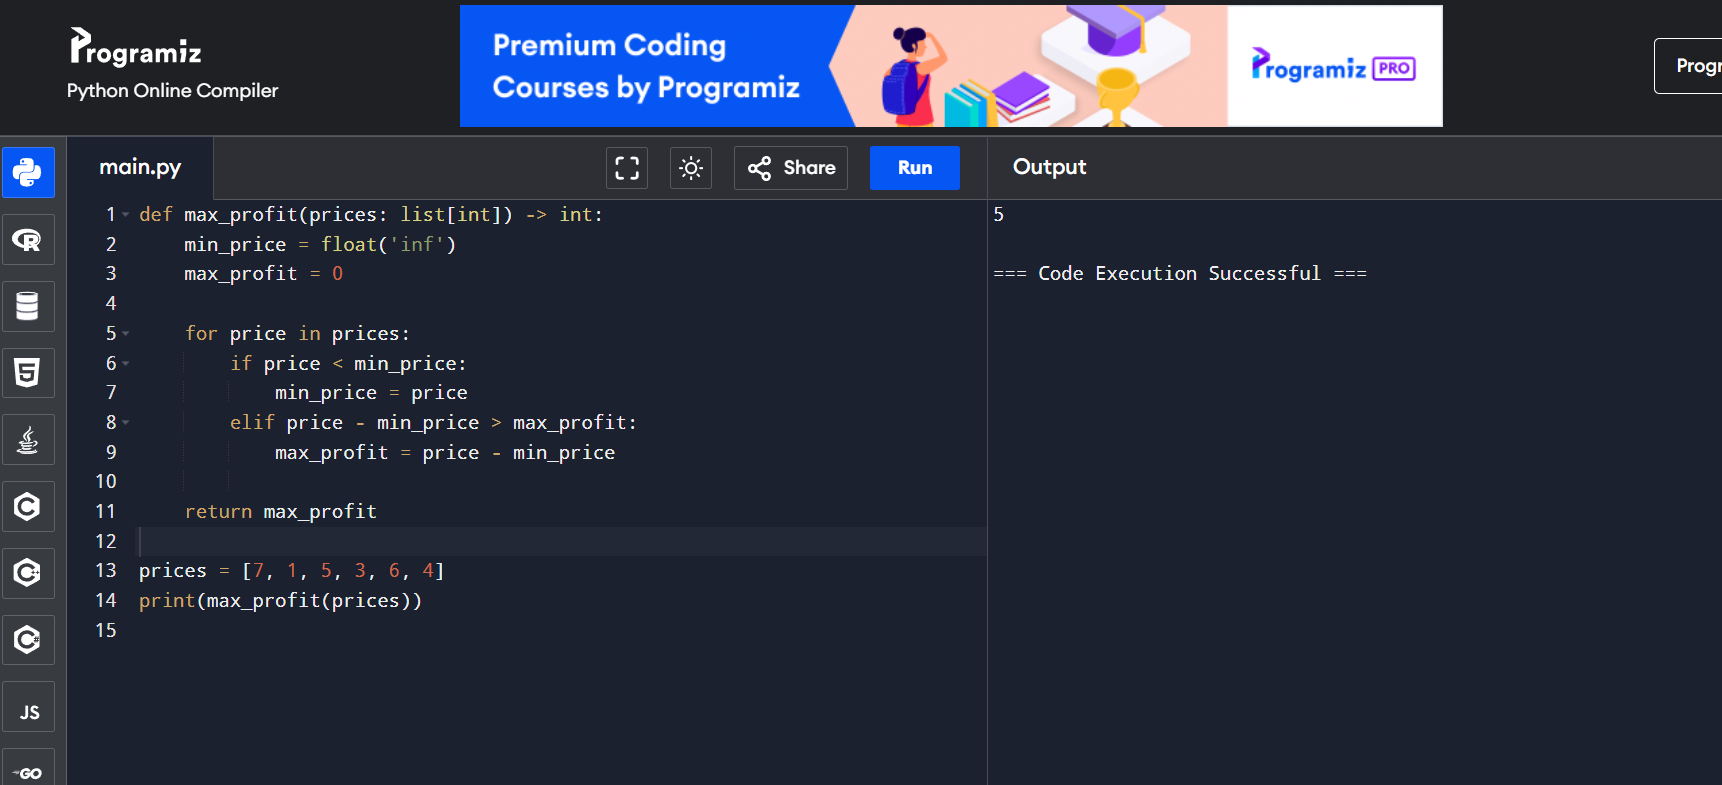 Programiz
Python Online Compiler
Premium Coding
Courses by Programiz
Programiz PRO
Progr
main.py
Share
Run
Output
1 def max_profit(prices: list[int]) -> int:
2     min_price = float('inf')
3     max_profit = 0
4
5     for price in prices:
6         if price < min_price:
7             min_price = price
8         elif price - min_price > max_profit:
9             max_profit = price - min_price
10
11     return max_profit
12
13 prices = [7, 1, 5, 3, 6, 4]
14 print(max_profit(prices))
15
5
=== Code Execution Successful ===
R
5
C
C++
C#
JS
GO